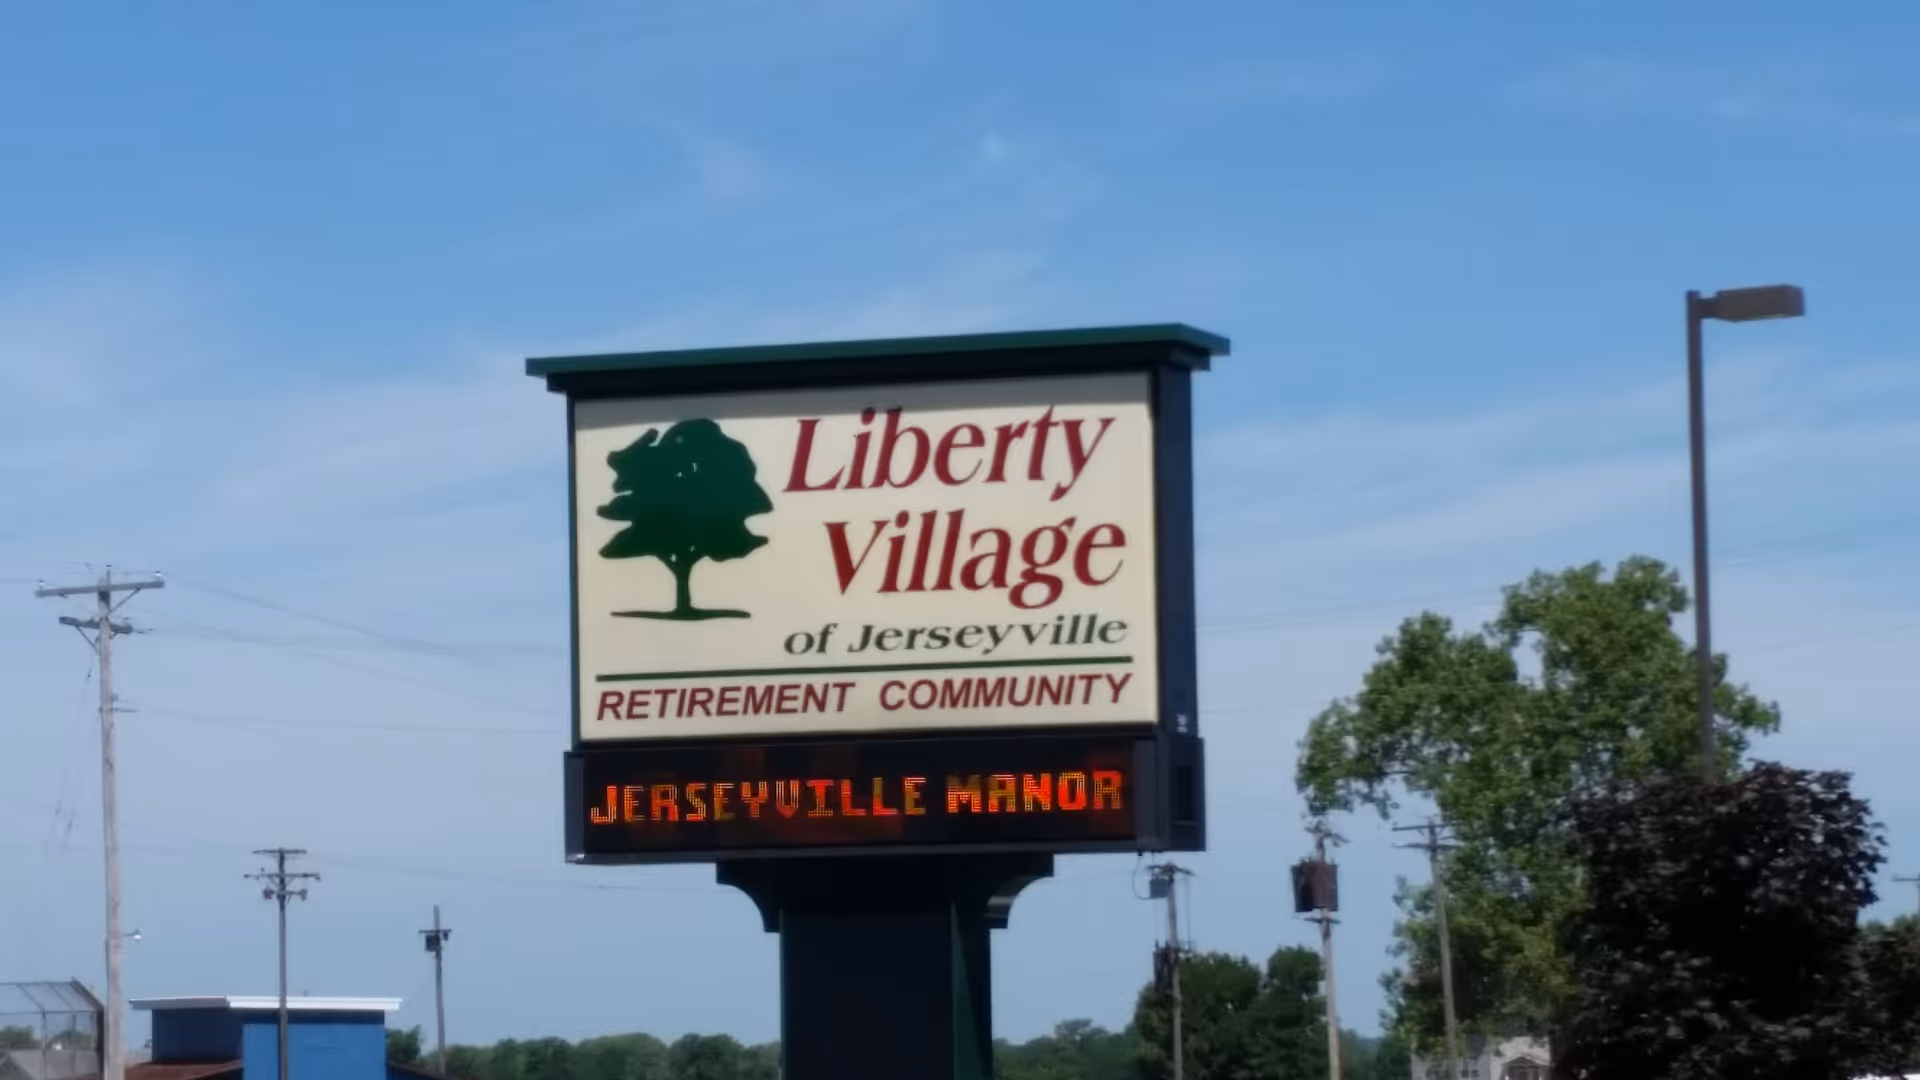 Liberty
Village
of Jerseyville
RETIREMENT COMMUNITY
JERSEYVILLE MANOR